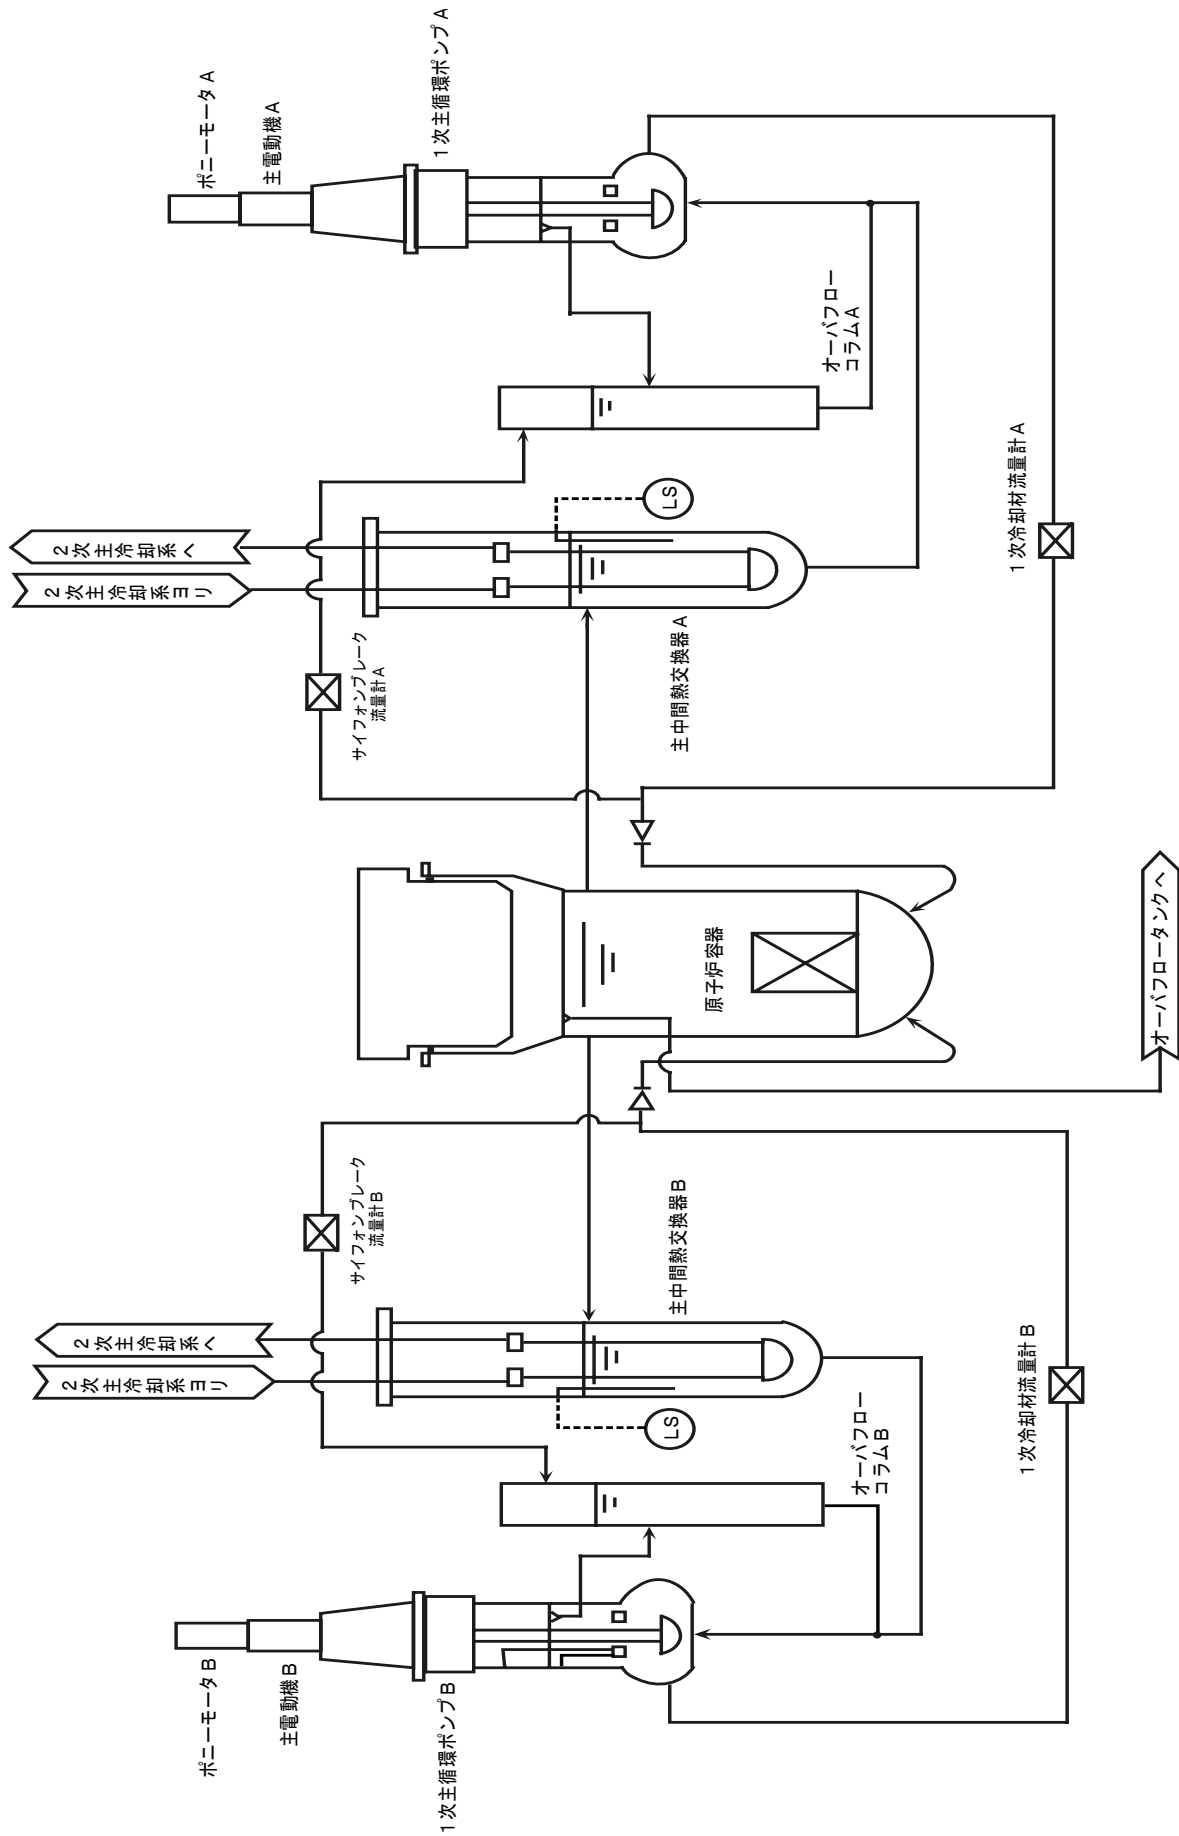 ポニーモータA
主電動機A
1次主循環ポンプA
オーバフロー
コラムA
1次冷却材流量計A
2次主冷却系へ
2次主冷却系ヨリ
LS
サイフォンブレーク
流量計A
主中間熱交換器A
原子炉容器
オーバフロータンクへ
サイフォンブレーク
流量計B
主中間熱交換器B
2次主冷却系へ
2次主冷却系ヨリ
LS
1次冷却材流量計B
オーバフロー
コラムB
ポニーモータB
主電動機B
1次主循環ポンプB